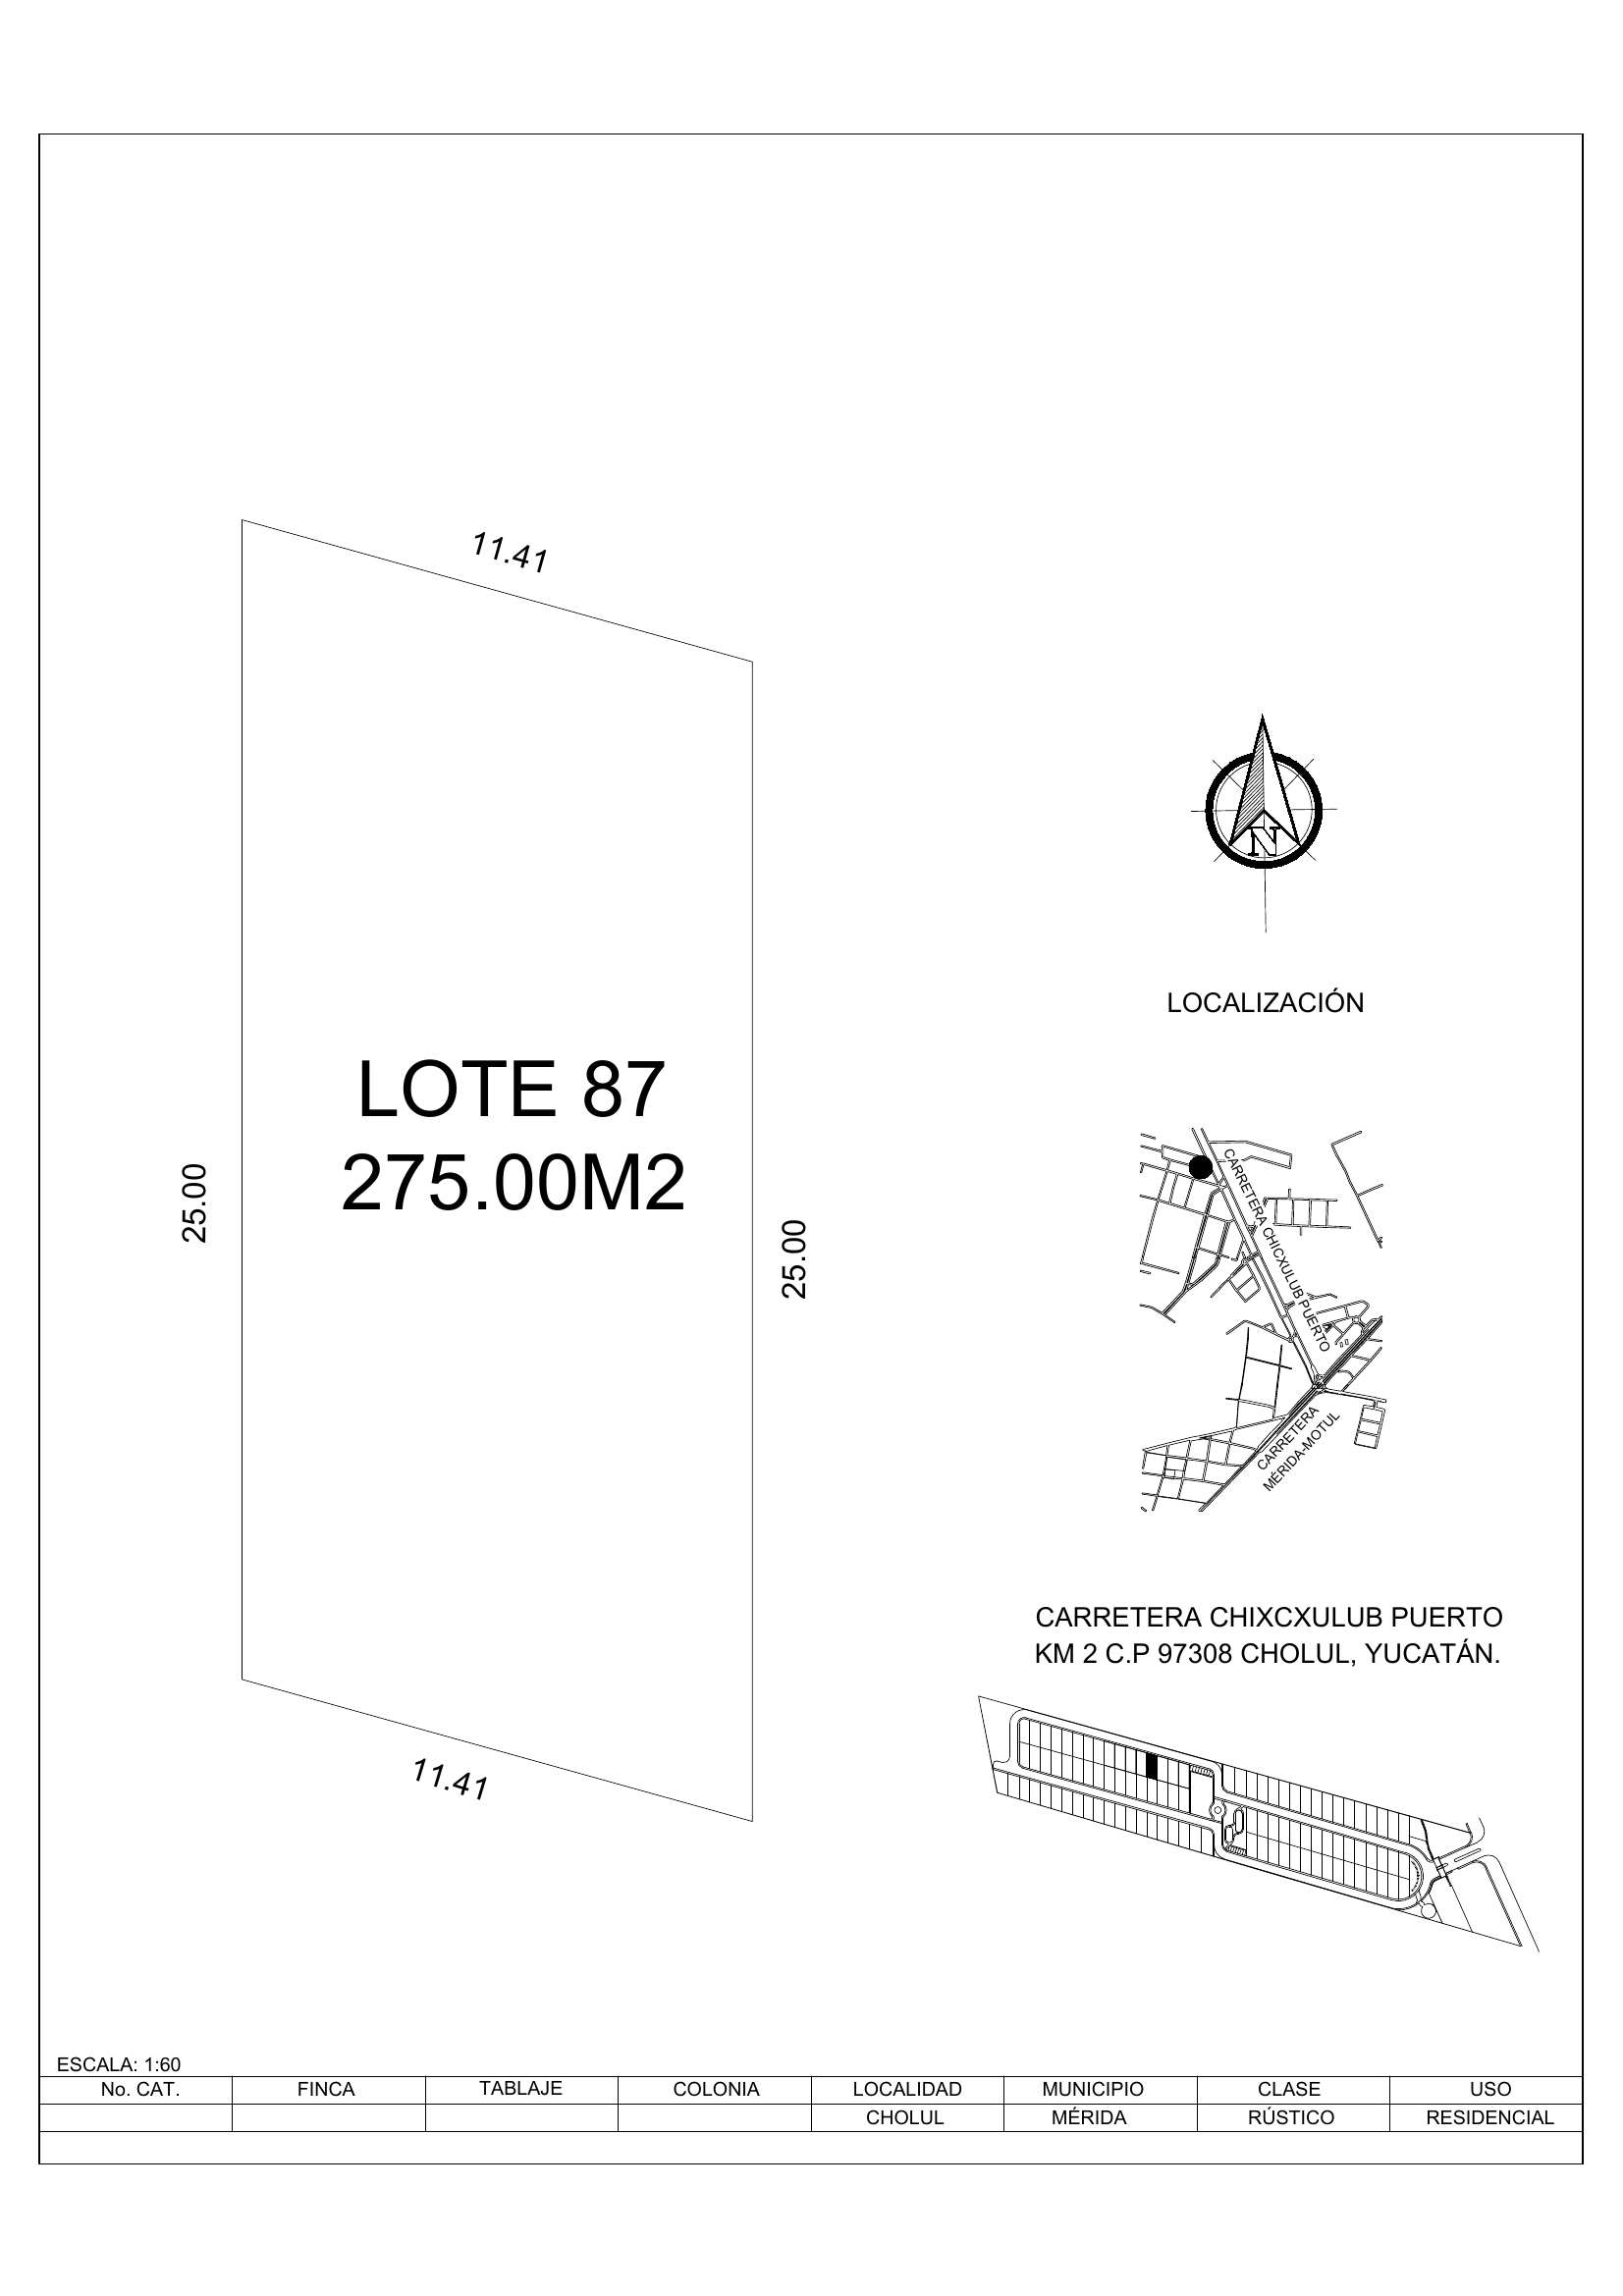 11.41
LOTE 87
275.00M2
25.00
25.00
11.41
N
LOCALIZACIÓN
CARRETERA CHICXULUB PUERTO
CARRETERA
MÉRIDA-MOTUL
CARRETERA CHIXCXULUB PUERTO
KM 2 C.P 97308 CHOLUL, YUCATÁN.
ESCALA: 1:60
No. CAT. FINCA TABLAJE COLONIA LOCALIDAD MUNICIPIO CLASE USO
CHOLUL MÉRIDA RÚSTICO RESIDENCIAL